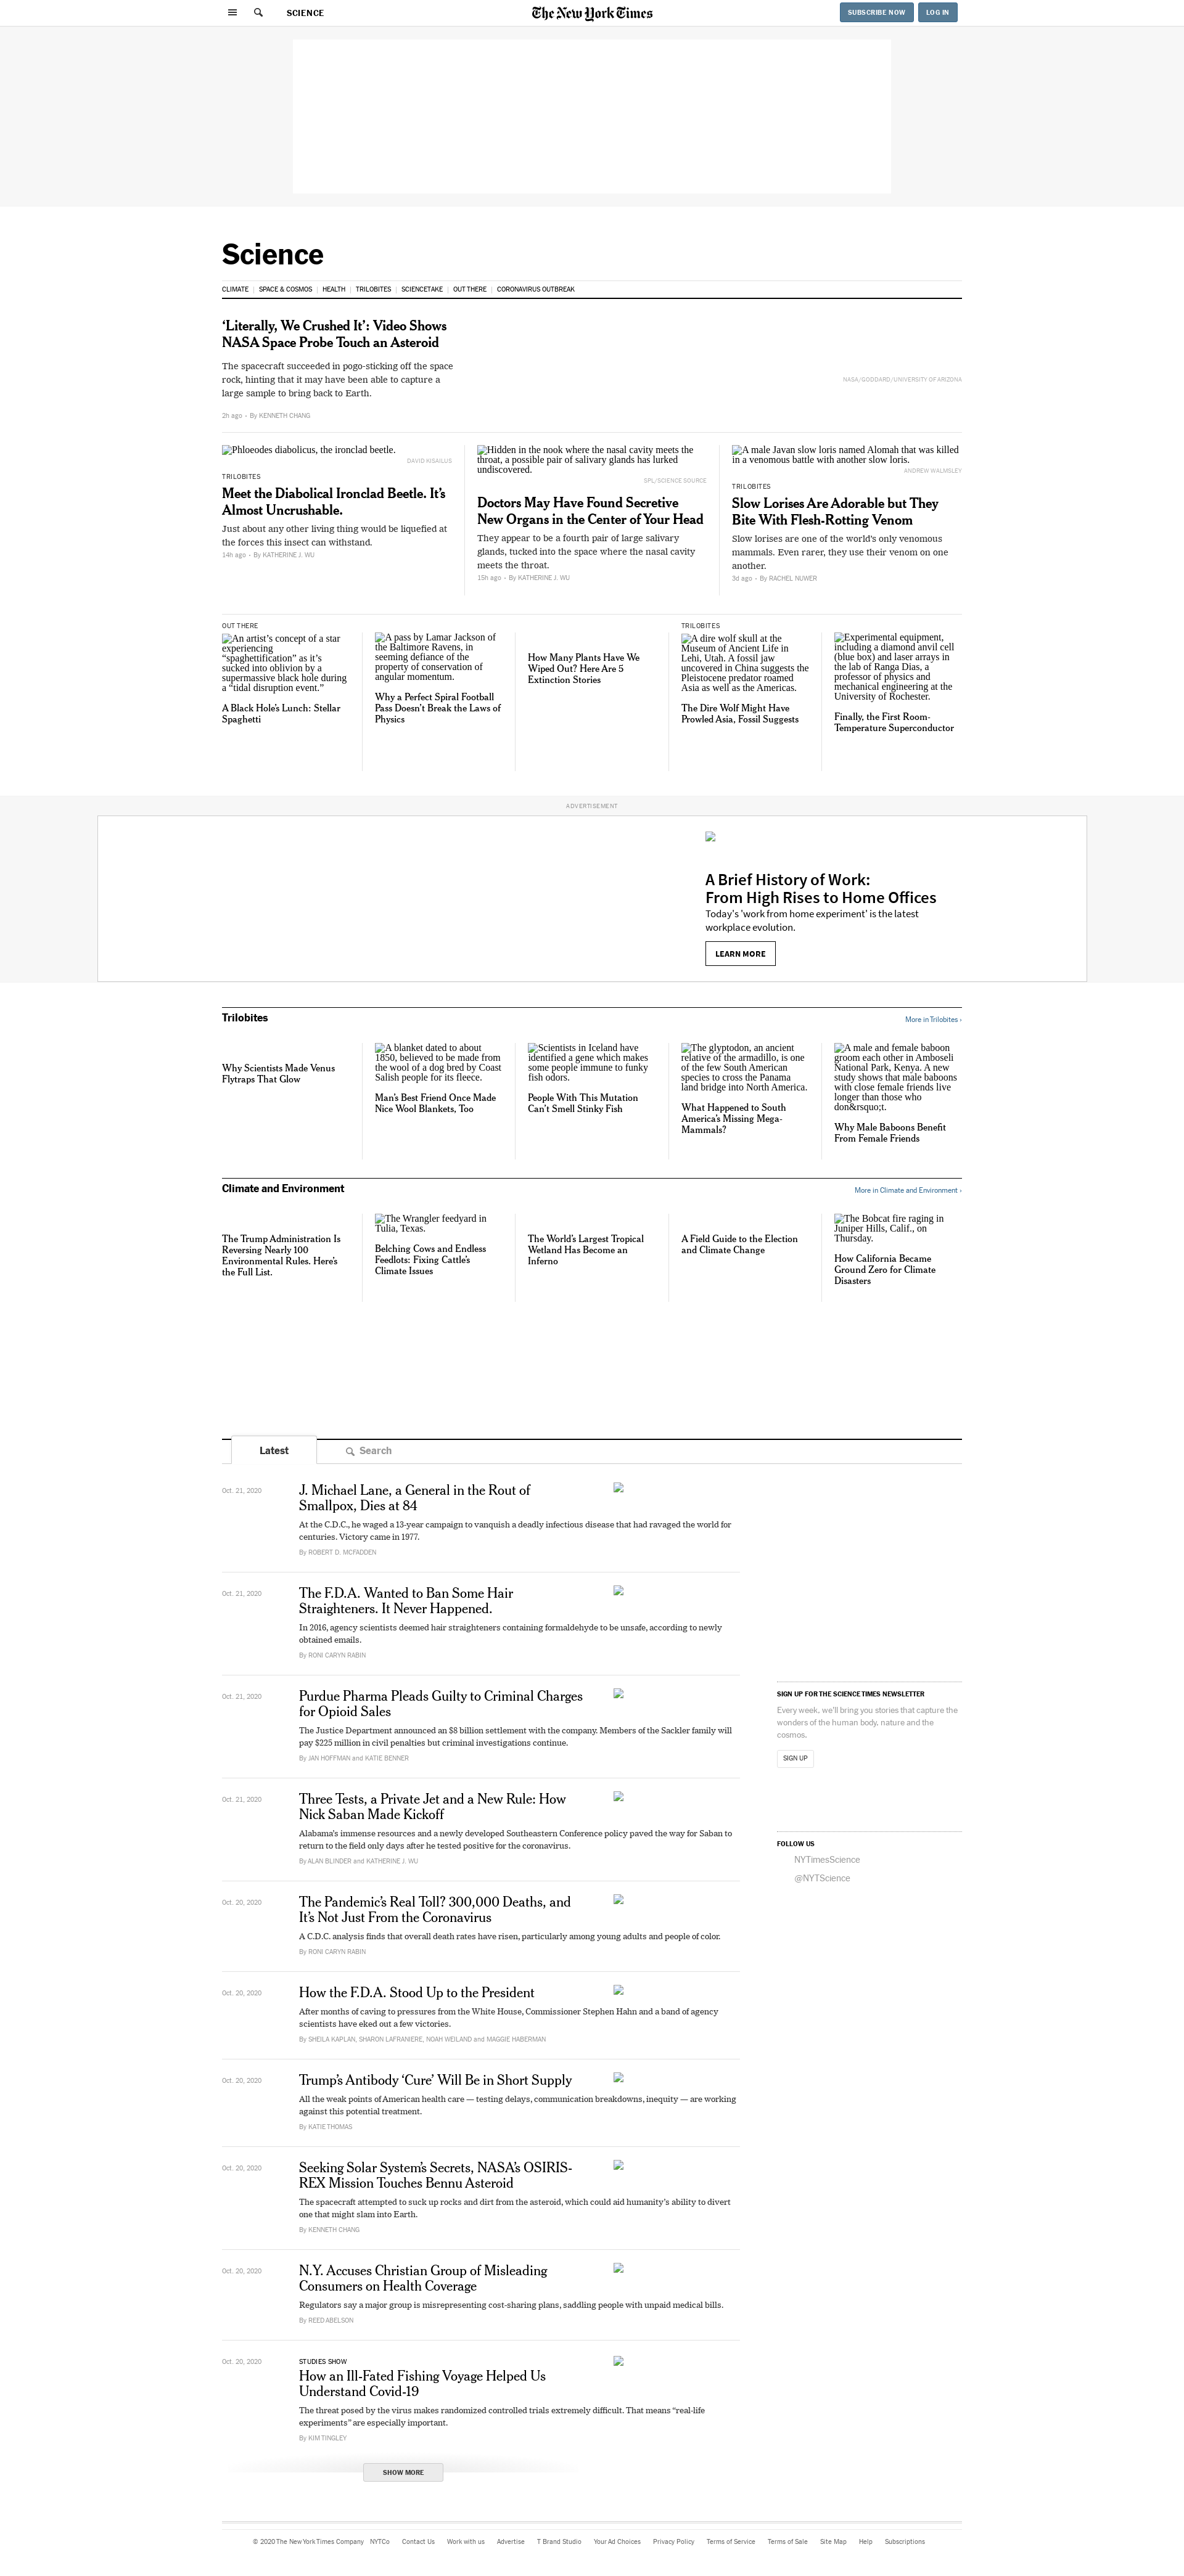 SCIENCE
The New York Times
SUBSCRIBE NOW
LOG IN
Science
CLIMATE
SPACE & COSMOS
HEALTH
TRILOBITES
SCIENCETAKE
OUT THERE
CORONAVIRUS OUTBREAK
‘Literally, We Crushed It’: Video Shows
NASA Space Probe Touch an Asteroid
The spacecraft succeeded in pogo-sticking off the space
rock, hinting that it may have been able to capture a
large sample to bring back to Earth.
2h ago • By KENNETH CHANG
NASA/GODDARD/UNIVERSITY OF ARIZONA
Phloeodes diabolicus, the ironclad beetle.
DAVID KISAILUS
TRILOBITES
Meet the Diabolical Ironclad Beetle. It’s
Almost Uncrushable.
Just about any other living thing would be liquefied at
the forces this insect can withstand.
14h ago • By KATHERINE J. WU
Hidden in the nook where the nasal cavity meets the
throat, a possible pair of salivary glands has lurked
undiscovered.
SPL/SCIENCE SOURCE
Doctors May Have Found Secretive
New Organs in the Center of Your Head
They appear to be a fourth pair of large salivary
glands, tucked into the space where the nasal cavity
meets the throat.
15h ago • By KATHERINE J. WU
A male Javan slow loris named Alomah that was killed
in a venomous battle with another slow loris.
ANDREW WALMSLEY
TRILOBITES
Slow Lorises Are Adorable but They
Bite With Flesh-Rotting Venom
Slow lorises are one of the world’s only venomous
mammals. Even rarer, they use their venom on one
another.
3d ago • By RACHEL NUWER
OUT THERE
An artist’s concept of a star
experiencing
“spaghettification” as it’s
sucked into oblivion by a
supermassive black hole during
a “tidal disruption event.”
A Black Hole’s Lunch: Stellar
Spaghetti
A pass by Lamar Jackson of
the Baltimore Ravens, in
seeming defiance of the
property of conservation of
angular momentum.
Why a Perfect Spiral Football
Pass Doesn’t Break the Laws of
Physics
How Many Plants Have We
Wiped Out? Here Are 5
Extinction Stories
TRILOBITES
A dire wolf skull at the
Museum of Ancient Life in
Lehi, Utah. A fossil jaw
uncovered in China suggests the
Pleistocene predator roamed
Asia as well as the Americas.
The Dire Wolf Might Have
Prowled Asia, Fossil Suggests
Experimental equipment,
including a diamond anvil cell
(blue box) and laser arrays in
the lab of Ranga Dias, a
professor of physics and
mechanical engineering at the
University of Rochester.
Finally, the First Room-
Temperature Superconductor
ADVERTISEMENT
A Brief History of Work:
From High Rises to Home Offices
Today's 'work from home experiment' is the latest
workplace evolution.
LEARN MORE
Trilobites
More in Trilobites ›
Why Scientists Made Venus
Flytraps That Glow
A blanket dated to about
1850, believed to be made from
the wool of a dog bred by Coast
Salish people for its fleece.
Man’s Best Friend Once Made
Nice Wool Blankets, Too
Scientists in Iceland have
identified a gene which makes
some people immune to funky
fish odors.
People With This Mutation
Can’t Smell Stinky Fish
The glyptodon, an ancient
relative of the armadillo, is one
of the few South American
species to cross the Panama
land bridge into North America.
What Happened to South
America’s Missing Mega-
Mammals?
A male and female baboon
groom each other in Amboseli
National Park, Kenya. A new
study shows that male baboons
with close female friends live
longer than those who
don&rsquo;t.
Why Male Baboons Benefit
From Female Friends
Climate and Environment
More in Climate and Environment ›
The Trump Administration Is
Reversing Nearly 100
Environmental Rules. Here’s
the Full List.
The Wrangler feedyard in
Tulia, Texas.
Belching Cows and Endless
Feedlots: Fixing Cattle’s
Climate Issues
The World’s Largest Tropical
Wetland Has Become an
Inferno
A Field Guide to the Election
and Climate Change
The Bobcat fire raging in
Juniper Hills, Calif., on
Thursday.
How California Became
Ground Zero for Climate
Disasters
Latest
Search
Oct. 21, 2020
J. Michael Lane, a General in the Rout of
Smallpox, Dies at 84
At the C.D.C., he waged a 13-year campaign to vanquish a deadly infectious disease that had ravaged the world for
centuries. Victory came in 1977.
By ROBERT D. MCFADDEN
Oct. 21, 2020
The F.D.A. Wanted to Ban Some Hair
Straighteners. It Never Happened.
In 2016, agency scientists deemed hair straighteners containing formaldehyde to be unsafe, according to newly
obtained emails.
By RONI CARYN RABIN
Oct. 21, 2020
Purdue Pharma Pleads Guilty to Criminal Charges
for Opioid Sales
The Justice Department announced an $8 billion settlement with the company. Members of the Sackler family will
pay $225 million in civil penalties but criminal investigations continue.
By JAN HOFFMAN and KATIE BENNER
Oct. 21, 2020
Three Tests, a Private Jet and a New Rule: How
Nick Saban Made Kickoff
Alabama’s immense resources and a newly developed Southeastern Conference policy paved the way for Saban to
return to the field only days after he tested positive for the coronavirus.
By ALAN BLINDER and KATHERINE J. WU
Oct. 20, 2020
The Pandemic’s Real Toll? 300,000 Deaths, and
It’s Not Just From the Coronavirus
A C.D.C. analysis finds that overall death rates have risen, particularly among young adults and people of color.
By RONI CARYN RABIN
Oct. 20, 2020
How the F.D.A. Stood Up to the President
After months of caving to pressures from the White House, Commissioner Stephen Hahn and a band of agency
scientists have eked out a few victories.
By SHEILA KAPLAN, SHARON LAFRANIERE, NOAH WEILAND and MAGGIE HABERMAN
Oct. 20, 2020
Trump’s Antibody ‘Cure’ Will Be in Short Supply
All the weak points of American health care — testing delays, communication breakdowns, inequity — are working
against this potential treatment.
By KATIE THOMAS
Oct. 20, 2020
Seeking Solar System’s Secrets, NASA’s OSIRIS-
REX Mission Touches Bennu Asteroid
The spacecraft attempted to suck up rocks and dirt from the asteroid, which could aid humanity’s ability to divert
one that might slam into Earth.
By KENNETH CHANG
Oct. 20, 2020
N.Y. Accuses Christian Group of Misleading
Consumers on Health Coverage
Regulators say a major group is misrepresenting cost-sharing plans, saddling people with unpaid medical bills.
By REED ABELSON
Oct. 20, 2020
STUDIES SHOW
How an Ill-Fated Fishing Voyage Helped Us
Understand Covid-19
The threat posed by the virus makes randomized controlled trials extremely difficult. That means “real-life
experiments” are especially important.
By KIM TINGLEY
SHOW MORE
SIGN UP FOR THE SCIENCE TIMES NEWSLETTER
Every week, we'll bring you stories that capture the
wonders of the human body, nature and the
cosmos.
SIGN UP
FOLLOW US
NYTimesScience
@NYTScience
© 2020 The New York Times Company
NYTCo
Contact Us
Work with us
Advertise
T Brand Studio
Your Ad Choices
Privacy Policy
Terms of Service
Terms of Sale
Site Map
Help
Subscriptions